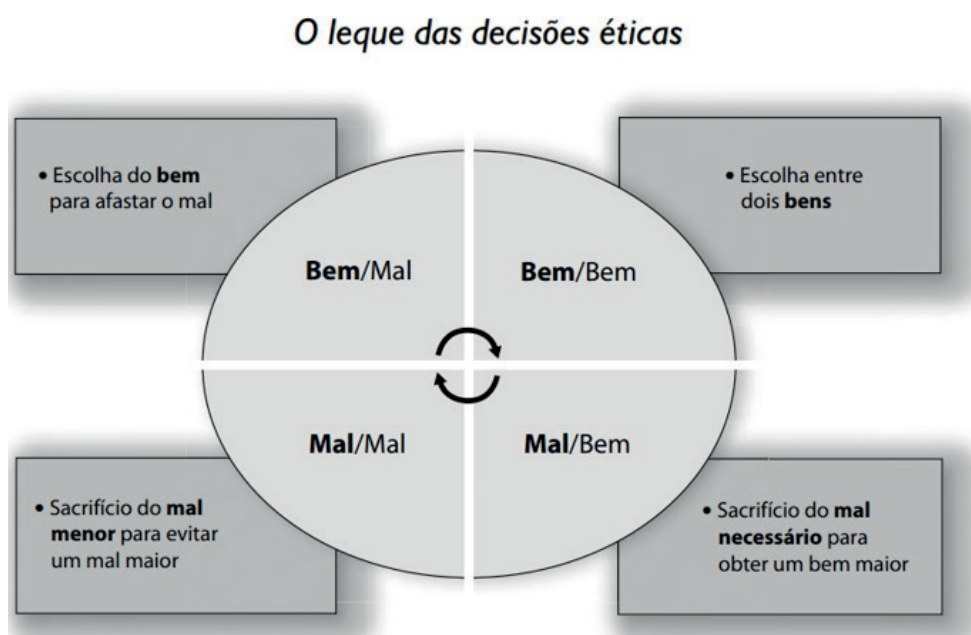 O leque das decisões éticas
• Escolha do bem
para afastar o mal
• Escolha entre
dois bens
Bem/Mal
Bem/Bem
Mal/Mal
Mal/Bem
• Sacrifício do mal
menor para evitar
um mal maior
• Sacrifício do mal
necessário para
obter um bem maior